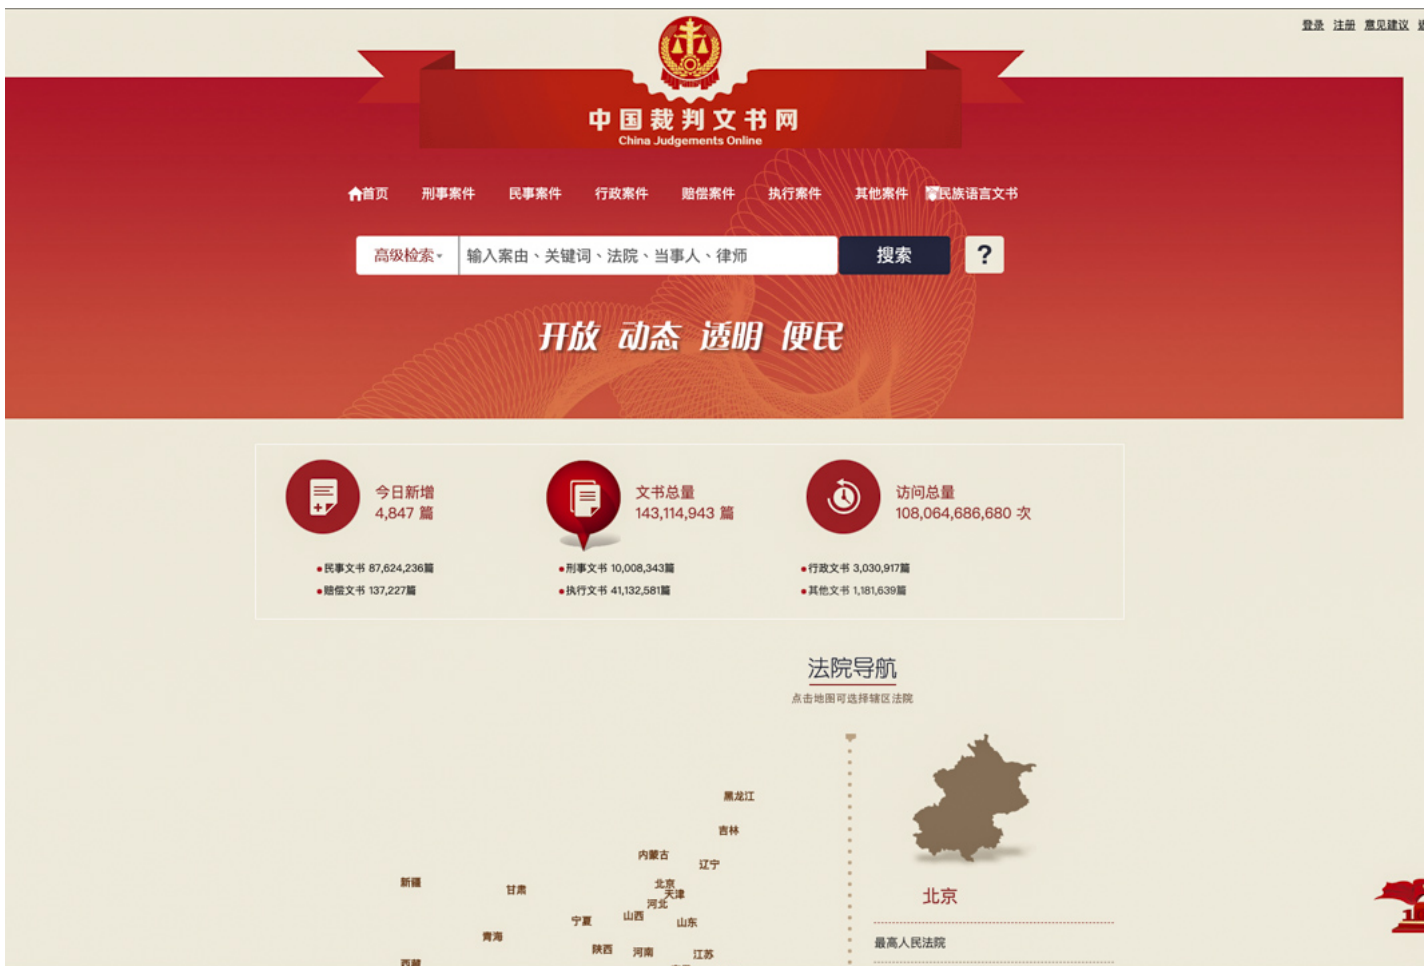 登录 注册 意见建议
中国裁判文书网
China Judgements Online
首页 刑事案件 民事案件 行政案件 赔偿案件 执行案件 其他案件 民族语言文书
高级检索 输入案由、关键词、法院、当事人、律师 搜索 ?
开放 动态 透明 便民
今日新增
4,847 篇
文书总量
143,114,943 篇
访问总量
108,064,686,680 次
民事文书 87,624,236篇
刑事文书 10,008,343篇
行政文书 3,030,917篇
赔偿文书 137,227篇
执行文书 41,132,581篇
其他文书 1,181,639篇
法院导航
点击地图可选择辖区法院
黑龙江
吉林
内蒙古
辽宁
新疆
甘肃
北京
天津
河北
宁夏
山西
山东
青海
陕西
河南
江苏
西藏
北京
最高人民法院